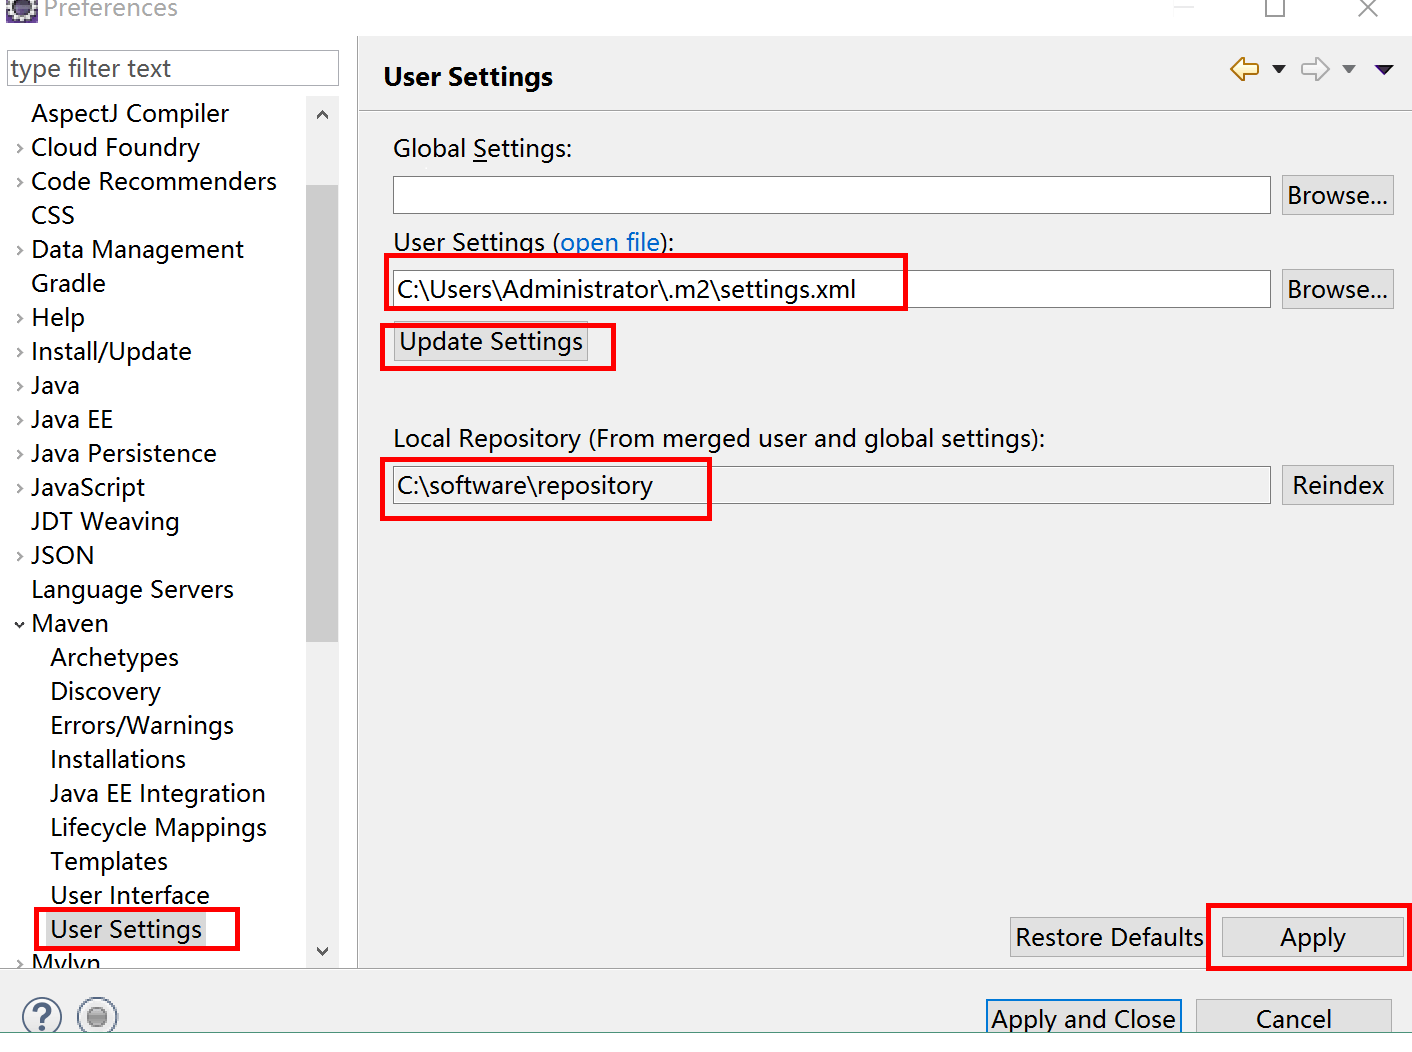 Preferences
type filter text
AspectJ Compiler
Cloud Foundry
Code Recommenders
CSS
Data Management
Gradle
Help
Install/Update
Java
Java EE
Java Persistence
JavaScript
JDT Weaving
JSON
Language Servers
Maven
Archetypes
Discovery
Errors/Warnings
Installations
Java EE Integration
Lifecycle Mappings
Templates
User Interface
User Settings
Mylyn
User Settings
Global Settings:
Browse...
User Settings (open file):
C:\Users\Administrator\.m2\settings.xml
Browse...
Update Settings
Local Repository (From merged user and global settings):
C:\software\repository
Reindex
Restore Defaults
Apply
?
Apply and Close
Cancel